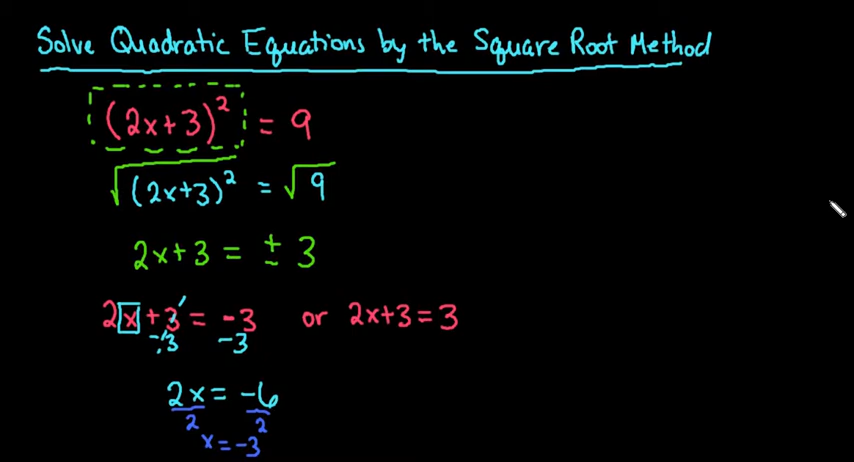 Solve Quadratic Equations by the Square Root Method
(2x+3)² = 9
√(2x+3)² = √9
2x+3 = ± 3
2x+3 = -3 or 2x+3=3
-3 -3
2x = -6
2 2
x = -3